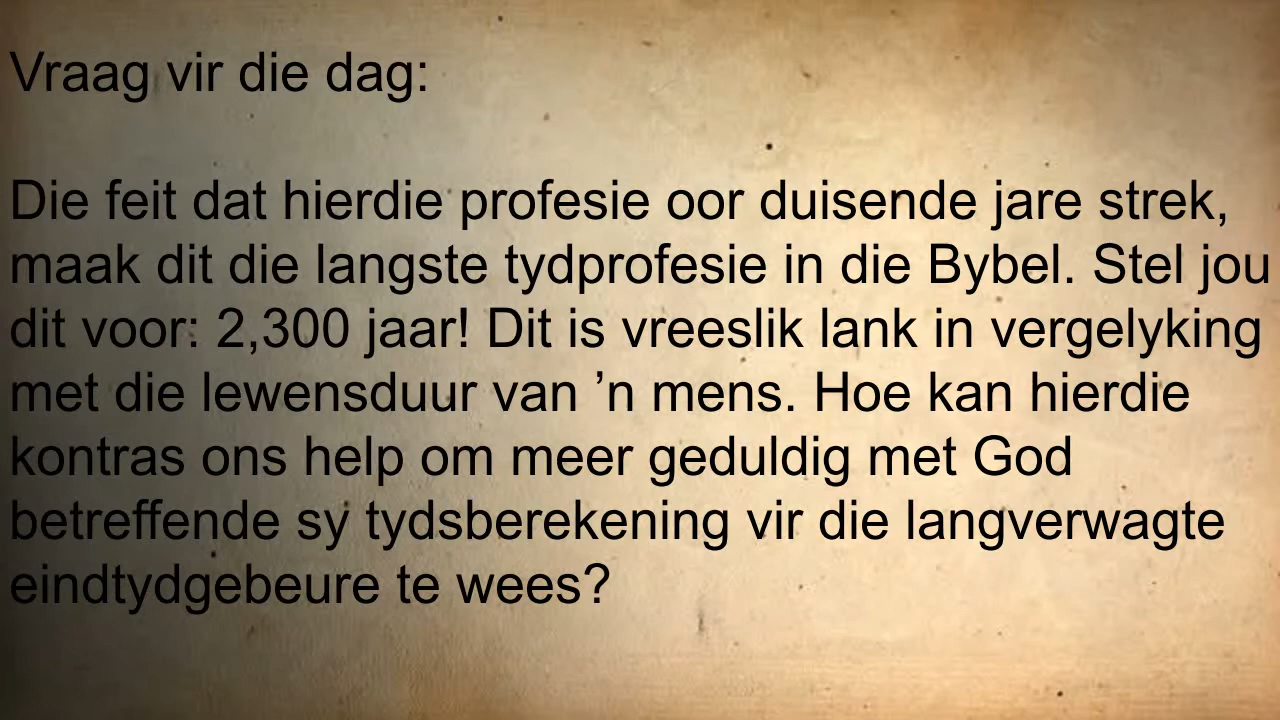 Vraag vir die dag:
Die feit dat hierdie profesie oor duisende jare strek,
maak dit die langste tydprofesie in die Bybel. Stel jou
dit voor: 2,300 jaar! Dit is vreeslik lank in vergelyking
met die lewensduur van ’n mens. Hoe kan hierdie
kontras ons help om meer geduldig met God
betreffende sy tydsberekening vir die langverwagte
eindtydgebeure te wees?